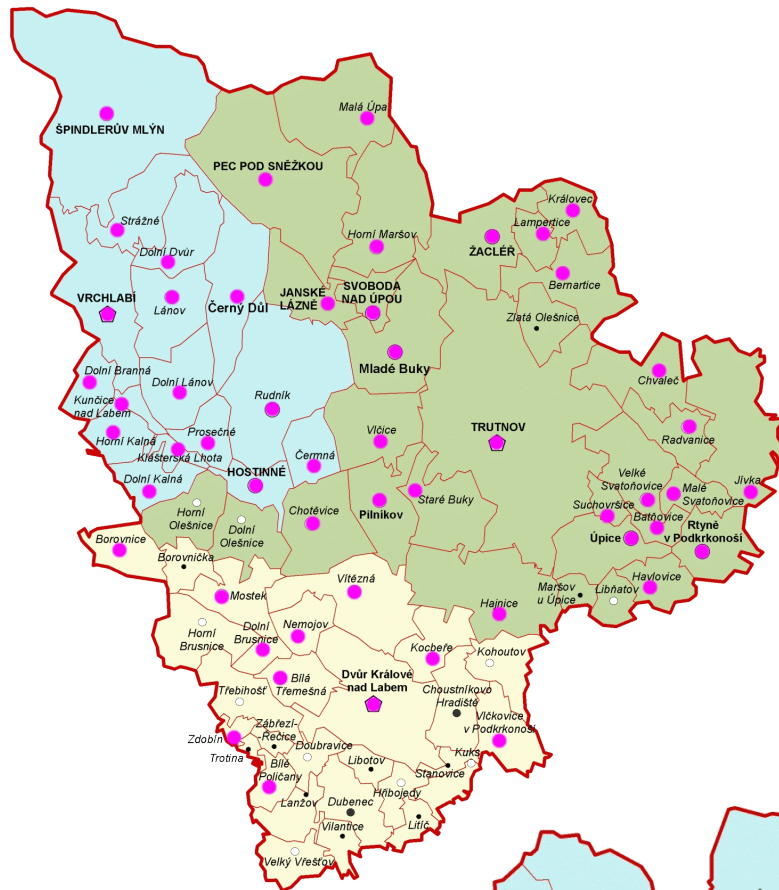 Malá Úpa
ŠPINDLERŮV MLÝN
PEC POD SNĚŽKOU
Královec
Strážné
Lampertice
Horní Maršov
ŽACLÉŘ
Dolní Dvůr
Bernartice
VRCHLABÍ
Lánov
Černý Důl
JANSKÉ
LÁZNĚ
SVOBODA
NAD ÚPOU
Zlatá Olešnice
Mladé Buky
Dolní Branná
Chvaleč
Kunčice
nad Labem
Dolní Lánov
Rudník
Horní Kalná
Prosečné
Vlčice
TRUTNOV
Radvanice
Klášterská Lhota
Čermná
HOSTINNÉ
Dolní Kalná
Velké
Svatoňovice
Malé
Svatoňovice
Jívka
Horní
Olešnice
Dolní
Olešnice
Chotěvice
Pilníkov
Staré Buky
Suchovršice
Batňovice
Úpice
Rtyně
v Podkrkonoší
Borovnice
Borovnička
Vítězná
Maršov
u Úpice
Libňatov
Havlovice
Mostek
Hajnice
Horní
Brusnice
Dolní
Brusnice
Nemojov
Kocbeře
Kohoutov
Bílá
Třemešná
Dvůr Králové
nad Labem
Třebihošť
Choustníkovo
Hradiště
Vlčkovice
v Podkrkonoší
Zdobín
Zábřezí-
Řečice
Trotina
Doubravice
Libotov
Kuks
Stanovice
Bílé
Poličany
Hřibojedy
Lanžov
Dubenec
Litíč
Vilantice
Velký Vřešťov